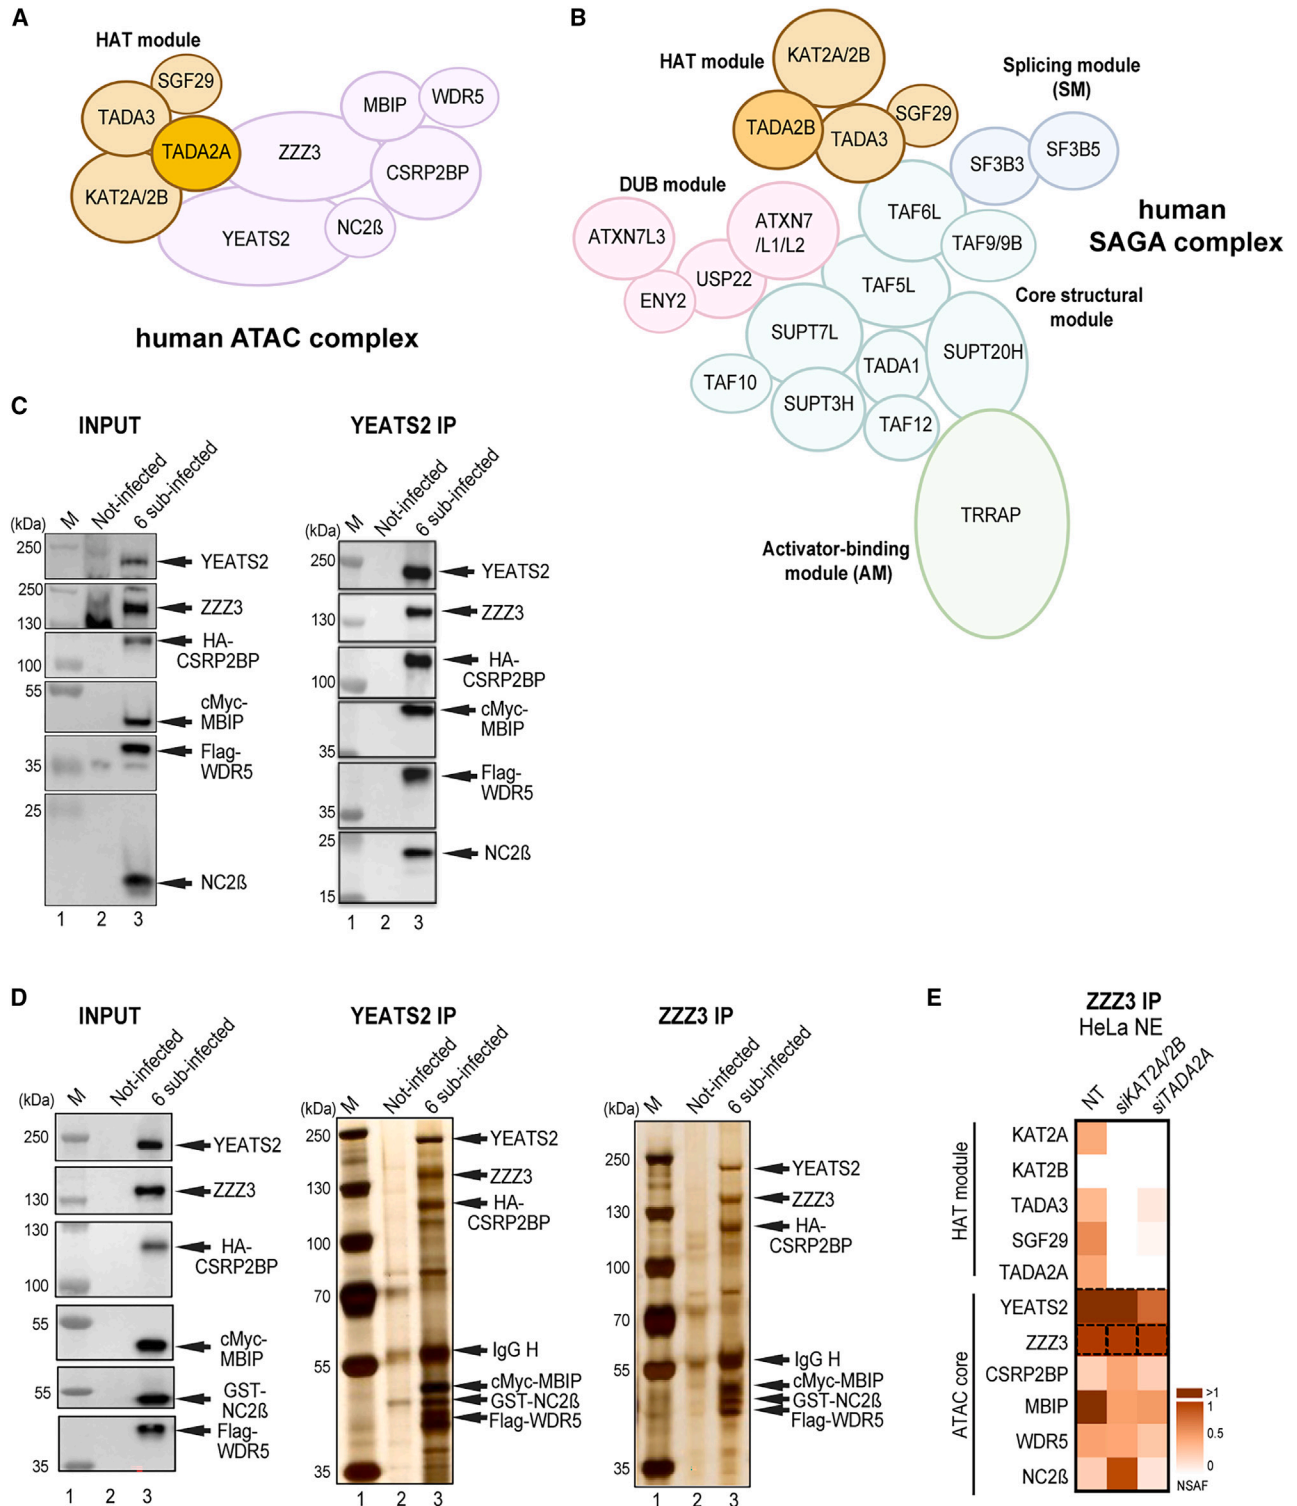 A
HAT module
SGF29
TADA3
TADA2A
KAT2A/2B
ZZZ3
MBIP
WDR5
CSRP2BP
NC2ß
YEATS2
human ATAC complex
B
HAT module
KAT2A/2B
TADA2B
TADA3
SGF29
Splicing module
(SM)
SF3B3
SF3B5
DUB module
ATXN7L3
ATXN7
/L1/L2
USP22
ENY2
TAF6L
TAF9/9B
TAF5L
human
SAGA complex
Core structural
module
SUPT7L
TADA1
SUPT20H
TAF10
SUPT3H
TAF12
TRRAP
Activator-binding
module (AM)
C
INPUT
(kDa)
M
Not-infected
6 sub-infected
250
YEATS2
250
ZZZ3
130
HA-
CSRP2BP
100
55
cMyc-
MBIP
Flag-
WDR5
35
25
NC2ß
1 2 3
YEATS2 IP
(kDa)
M
Not-infected
6 sub-infected
250
YEATS2
ZZZ3
130
HA-
CSRP2BP
100
cMyc-
MBIP
35
Flag-
WDR5
35
25
NC2ß
15
1 2 3
D
INPUT
(kDa)
M
Not-infected
6 sub-infected
250
YEATS2
ZZZ3
130
130
HA-
CSRP2BP
100
55
cMyc-
MBIP
55
GST-
NC2ß
Flag-
WDR5
35
1 2 3
YEATS2 IP
(kDa)
M
Not-infected
6 sub-infected
250
YEATS2
ZZZ3
130
HA-
CSRP2BP
100
70
IgG H
55
cMyc-MBIP
GST-NC2ß
Flag-WDR5
35
1 2 3
ZZZ3 IP
(kDa)
M
Not-infected
6 sub-infected
250
YEATS2
ZZZ3
130
HA-
CSRP2BP
100
70
IgG H
55
cMyc-MBIP
GST-NC2ß
Flag-WDR5
35
1 2 3
E
ZZZ3 IP
HeLa NE
NT
siKAT2A/2B
siTADA2A
HAT module
KAT2A
KAT2B
TADA3
SGF29
TADA2A
ATAC core
YEATS2
ZZZ3
CSRP2BP
MBIP
WDR5
NC2ß
>1
1
0.5
0
NSAF